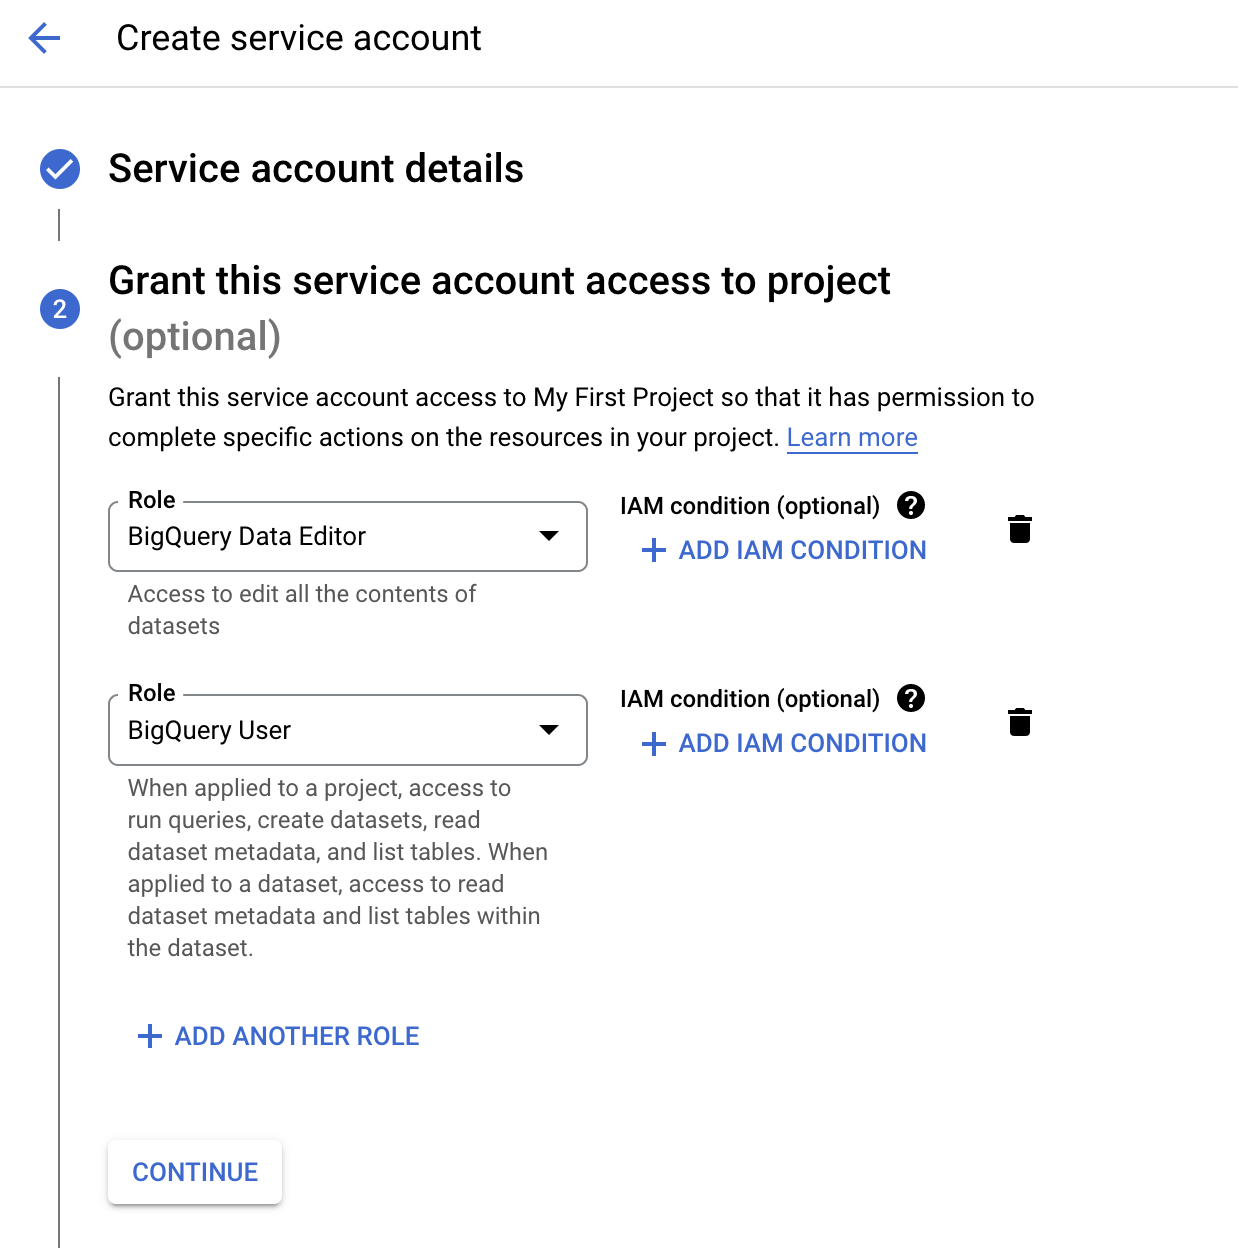 Create service account
Service account details
2
Grant this service account access to project
(optional)
Grant this service account access to My First Project so that it has permission to
complete specific actions on the resources in your project. Learn more
Role
BigQuery Data Editor
Access to edit all the contents of
datasets
IAM condition (optional) ?
+ ADD IAM CONDITION
Role
BigQuery User
When applied to a project, access to
run queries, create datasets, read
dataset metadata, and list tables. When
applied to a dataset, access to read
dataset metadata and list tables within
the dataset.
IAM condition (optional) ?
+ ADD IAM CONDITION
+ ADD ANOTHER ROLE
CONTINUE